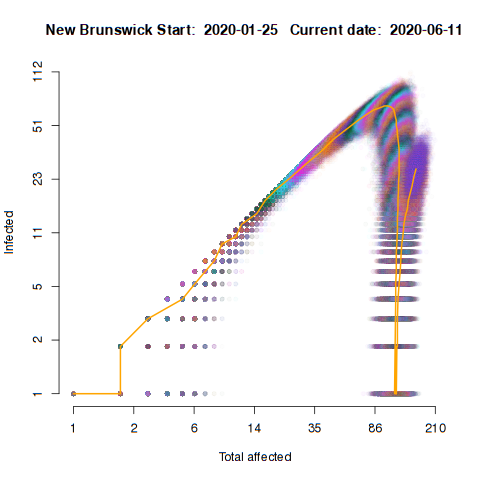 New Brunswick Start: 2020-01-25 Current date: 2020-06-11
112
51
23
11
5
2
1
Infected
1 2 6 14 35 86 210
Total affected